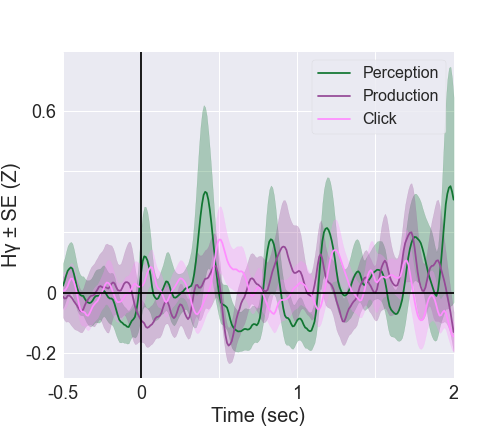 Perception
Production
Click
Hγ ± SE (Z)
0.6
0
-0.2
-0.5
0
1
2
Time (sec)